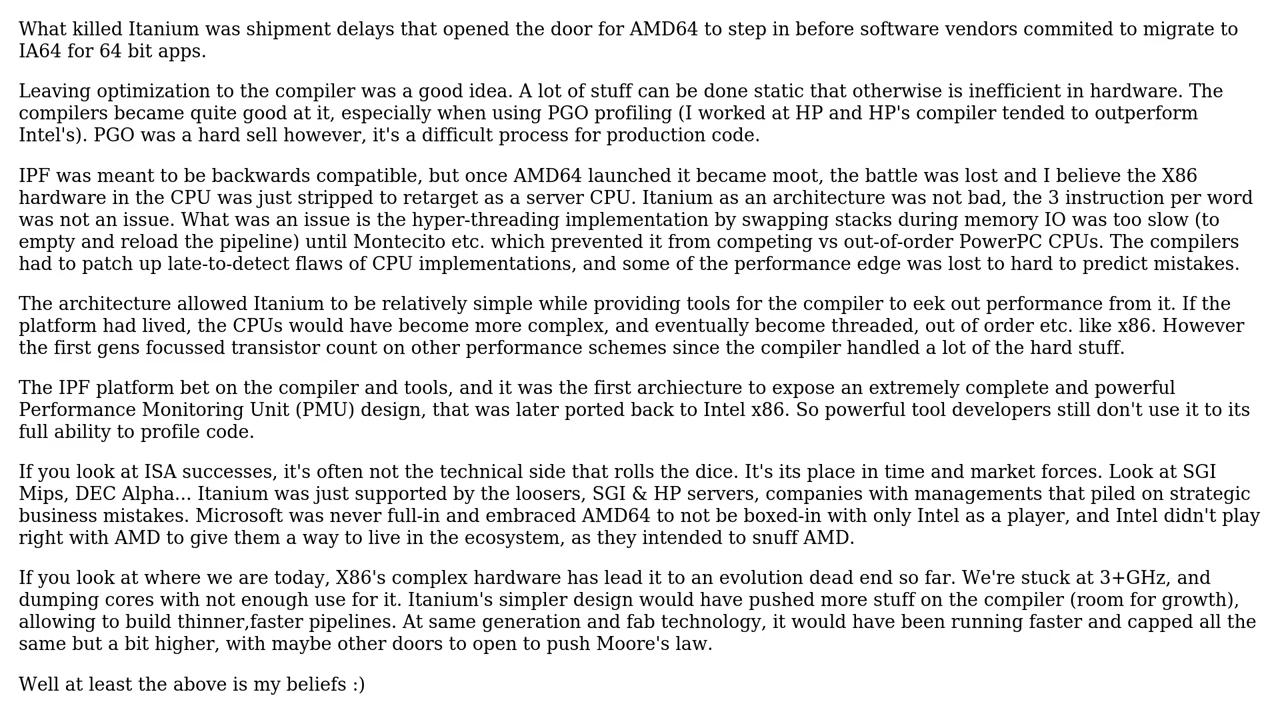 What killed Itanium was shipment delays that opened the door for AMD64 to step in before software vendors commited to migrate to
IA64 for 64 bit apps.
Leaving optimization to the compiler was a good idea. A lot of stuff can be done static that otherwise is inefficient in hardware. The
compilers became quite good at it, especially when using PGO profiling (I worked at HP and HP's compiler tended to outperform
Intel's). PGO was a hard sell however, it's a difficult process for production code.
IPF was meant to be backwards compatible, but once AMD64 launched it became moot, the battle was lost and I believe the X86
hardware in the CPU was just stripped to retarget as a server CPU. Itanium as an architecture was not bad, the 3 instruction per word
was not an issue. What was an issue is the hyper-threading implementation by swapping stacks during memory IO was too slow (to
empty and reload the pipeline) until Montecito etc. which prevented it from competing vs out-of-order PowerPC CPUs. The compilers
had to patch up late-to-detect flaws of CPU implementations, and some of the performance edge was lost to hard to predict mistakes.
The architecture allowed Itanium to be relatively simple while providing tools for the compiler to eek out performance from it. If the
platform had lived, the CPUs would have become more complex, and eventually become threaded, out of order etc. like x86. However
the first gens focussed transistor count on other performance schemes since the compiler handled a lot of the hard stuff.
The IPF platform bet on the compiler and tools, and it was the first archiecture to expose an extremely complete and powerful
Performance Monitoring Unit (PMU) design, that was later ported back to Intel x86. So powerful tool developers still don't use it to its
full ability to profile code.
If you look at ISA successes, it's often not the technical side that rolls the dice. It's its place in time and market forces. Look at SGI
Mips, DEC Alpha... Itanium was just supported by the loosers, SGI & HP servers, companies with managements that piled on strategic
business mistakes. Microsoft was never full-in and embraced AMD64 to not be boxed-in with only Intel as a player, and Intel didn't play
right with AMD to give them a way to live in the ecosystem, as they intended to snuff AMD.
If you look at where we are today, X86's complex hardware has lead it to an evolution dead end so far. We're stuck at 3+GHz, and
dumping cores with not enough use for it. Itanium's simpler design would have pushed more stuff on the compiler (room for growth),
allowing to build thinner,faster pipelines. At same generation and fab technology, it would have been running faster and capped all the
same but a bit higher, with maybe other doors to open to push Moore's law.
Well at least the above is my beliefs :)